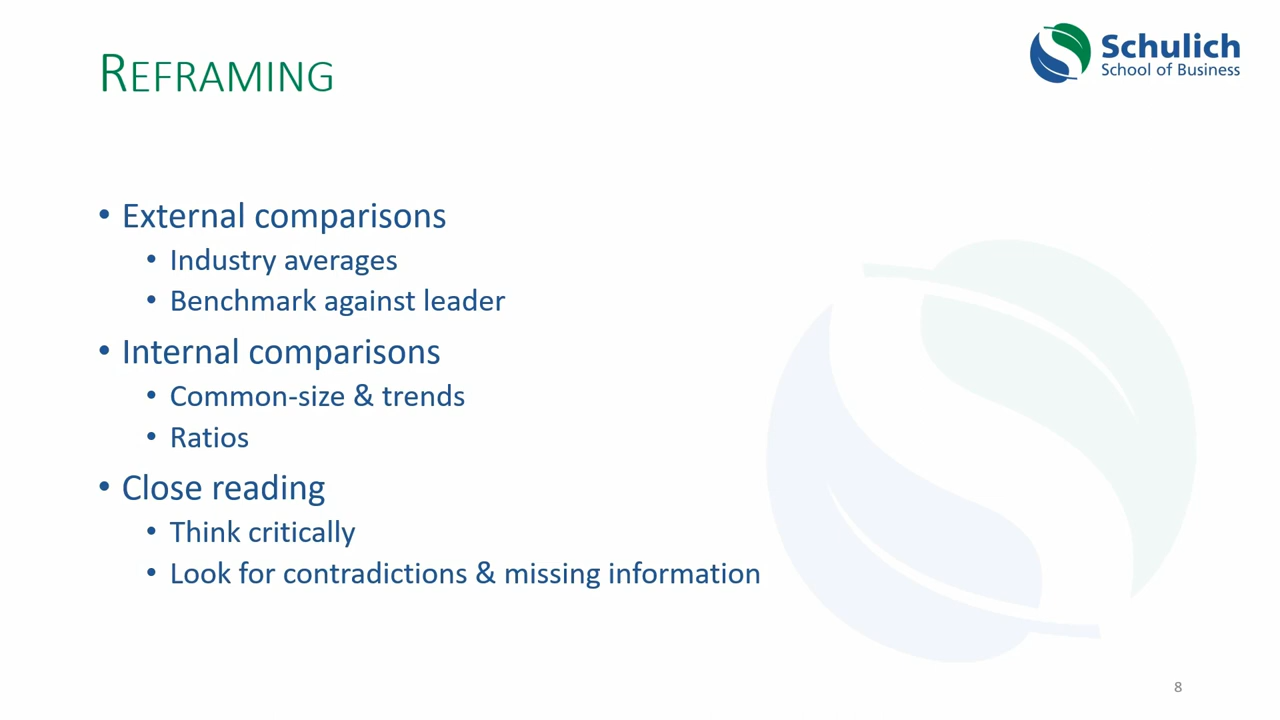 REFRAMING
Schulich
School of Business
• External comparisons
• Industry averages
• Benchmark against leader
• Internal comparisons
• Common-size & trends
• Ratios
• Close reading
• Think critically
• Look for contradictions & missing information
8